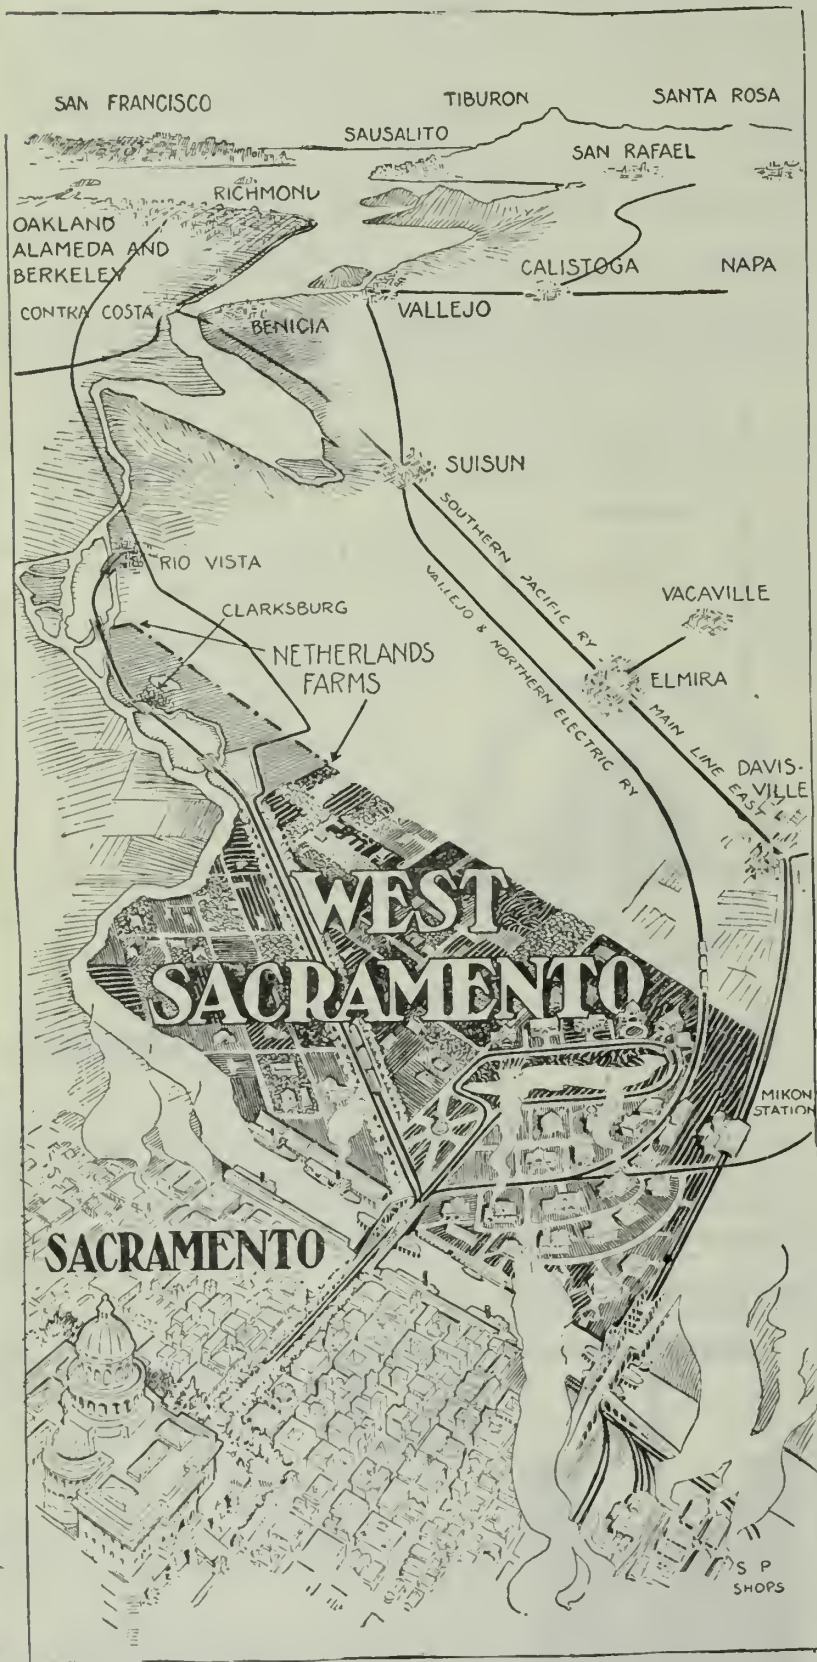 SAN FRANCISCO
TIBURON
SANTA ROSA
SAUSALITO
SAN RAFAEL
RICHMOND
OAKLAND
ALAMEDA AND
BERKELEY
CALISTOGA
NAPA
CONTRA COSTA
BENICIA
VALLEJO
SUISUN
SOUTHERN PACIFIC RY
VALLEJO & NORTHERN ELECTRIC RY
RIO VISTA
VACAVILLE
CLARKSBURG
NETHERLANDS
FARMS
ELMIRA
MAIN LINE EAST
DAVIS-
VILLE
WEST
SACRAMENTO
MIKON
STATION
SACRAMENTO
S P
SHOPS